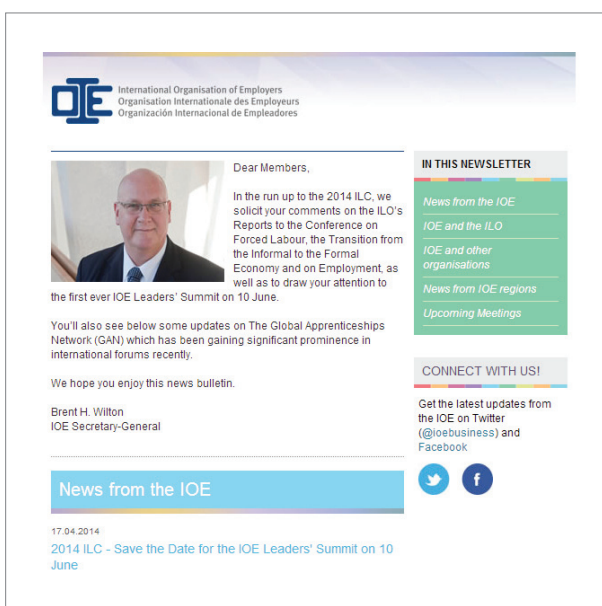 OIE
International Organisation of Employers
Organisation Internationale des Employeurs
Organización Internacional de Empleadores
Dear Members,
In the run up to the 2014 ILC, we
solicit your comments on the ILO's
Reports to the Conference on
Forced Labour, the Transition from
the Informal to the Formal
Economy and on Employment, as
well as to draw your attention to
the first ever IOE Leaders' Summit on 10 June.
You'll also see below some updates on The Global Apprenticeships
Network (GAN) which has been gaining significant prominence in
international forums recently.
We hope you enjoy this news bulletin.
Brent H. Wilton
IOE Secretary-General
News from the IOE
17.04.2014
2014 ILC - Save the Date for the IOE Leaders' Summit on 10
June
IN THIS NEWSLETTER
News from the IOE
IOE and the ILO
IOE and other
organisations
News from IOE regions
Upcoming Meetings
CONNECT WITH US!
Get the latest updates from
the IOE on Twitter
(@ioebusiness) and
Facebook
f